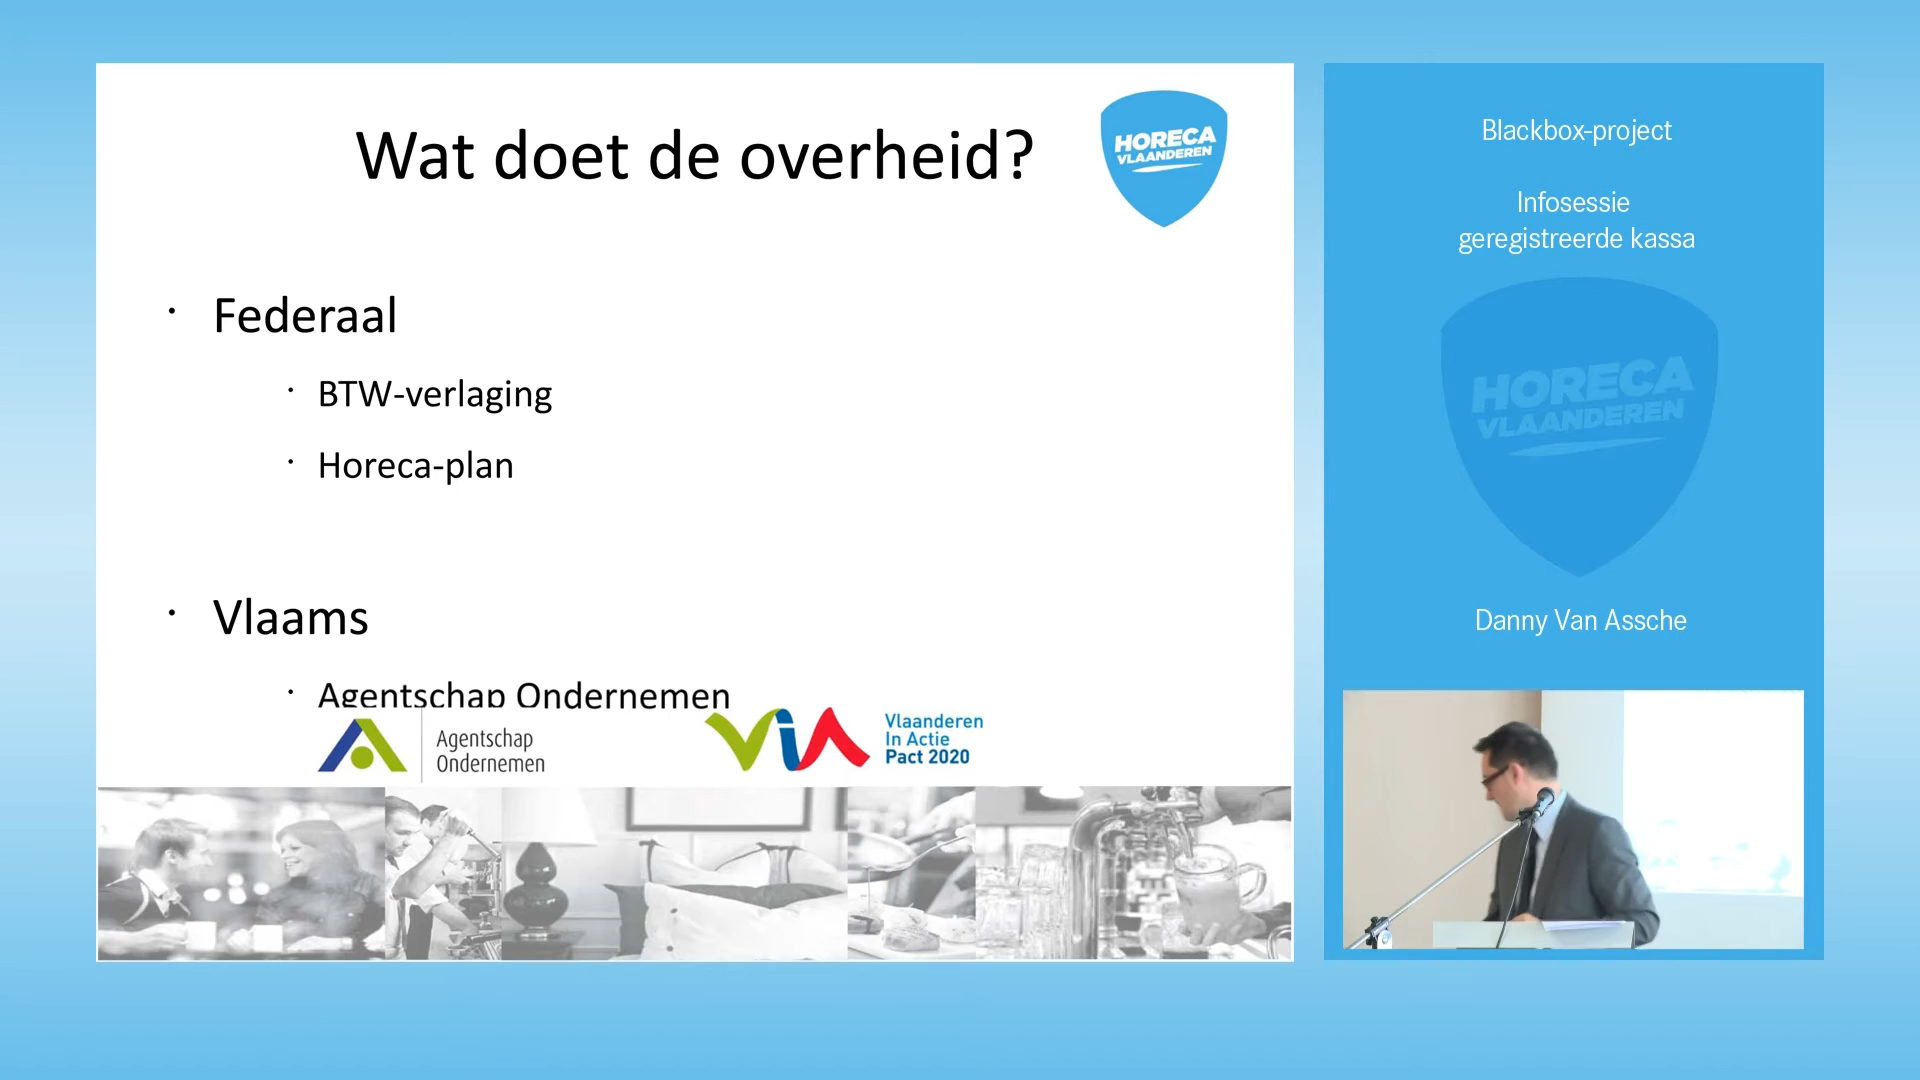 Wat doet de overheid?
HORECA
VLAANDEREN
Federaal
BTW-verlaging
Horeca-plan
Vlaams
Agentschap Ondernemen
Agentschap
Ondernemen
ViA
Vlaanderen
In Actie
Pact 2020
Blackbox-project
Infosessie
geregistreerde kassa
HORECA
VLAANDEREN
Danny Van Assche